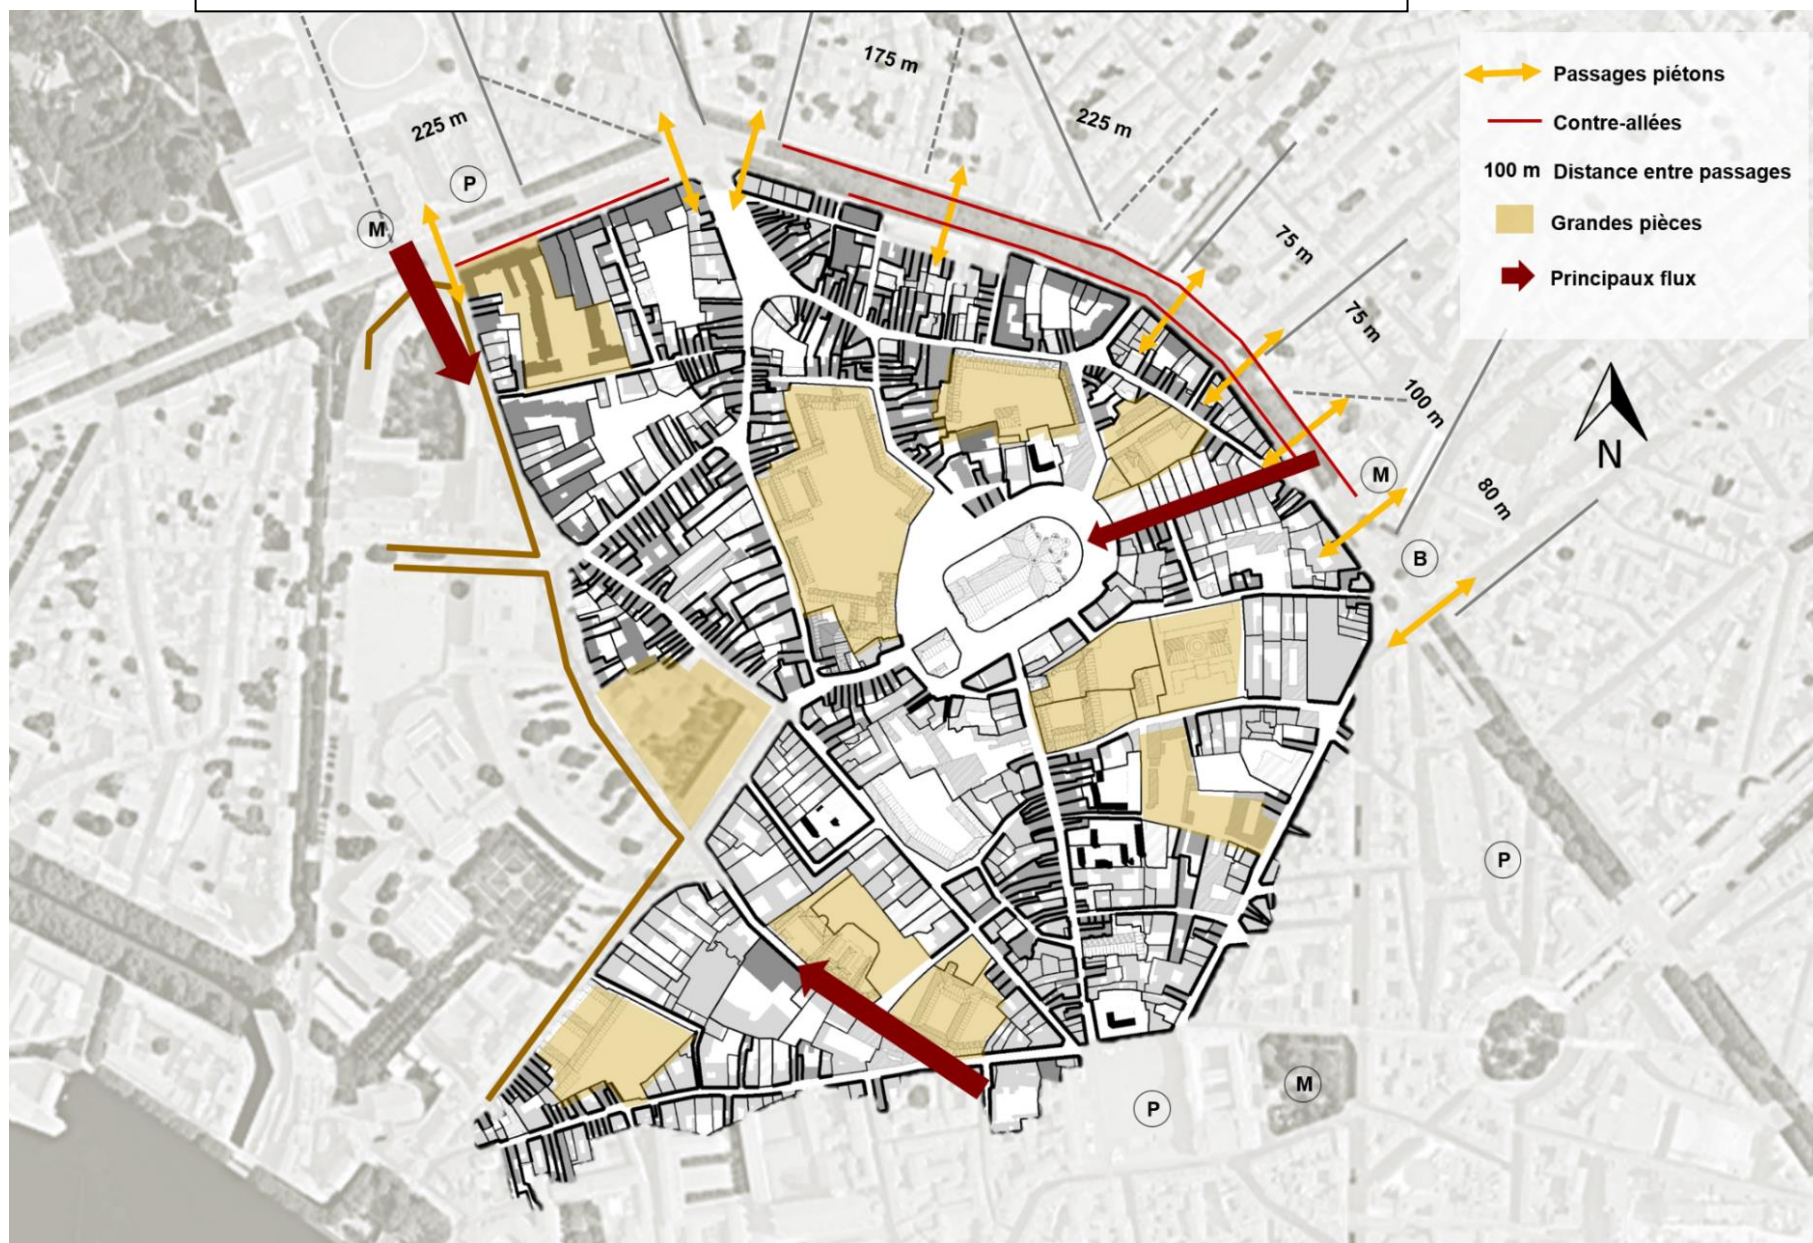 175 m
225 m
225 m
P
M
75 m
75 m
100 m
M
80 m
B
P
M
P
N
Passages piétons
Contre-allées
100 m Distance entre passages
Grandes pièces
Principaux flux